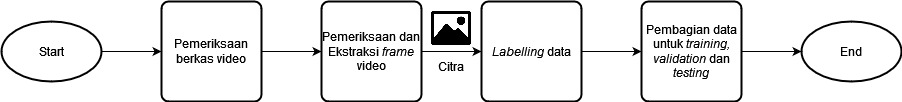 Start
Pemeriksaan
berkas video
Pemeriksaan dan
Ekstraksi frame
video
Citra
Labelling data
Pembagian data
untuk training,
validation dan
testing
End